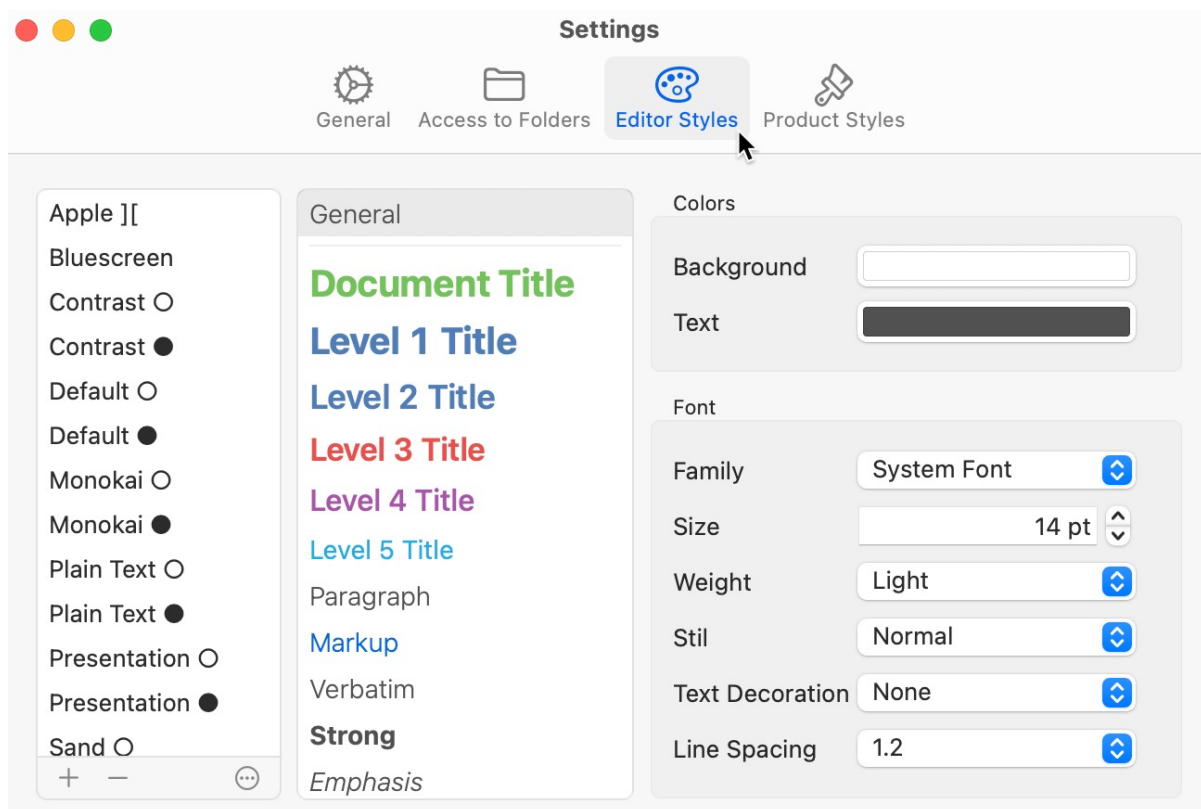 Settings
General
Access to Folders
Editor Styles
Product Styles
Apple ][
Bluescreen
Contrast ○
Contrast ●
Default ○
Default ●
Monokai ○
Monokai ●
Plain Text ○
Plain Text ●
Presentation ○
Presentation ●
Sand ○
General
Document Title
Level 1 Title
Level 2 Title
Level 3 Title
Level 4 Title
Level 5 Title
Paragraph
Markup
Verbatim
Strong
Emphasis
Colors
Background
Text
Font
Family System Font
Size 14 pt
Weight Light
Stil Normal
Text Decoration None
Line Spacing 1.2